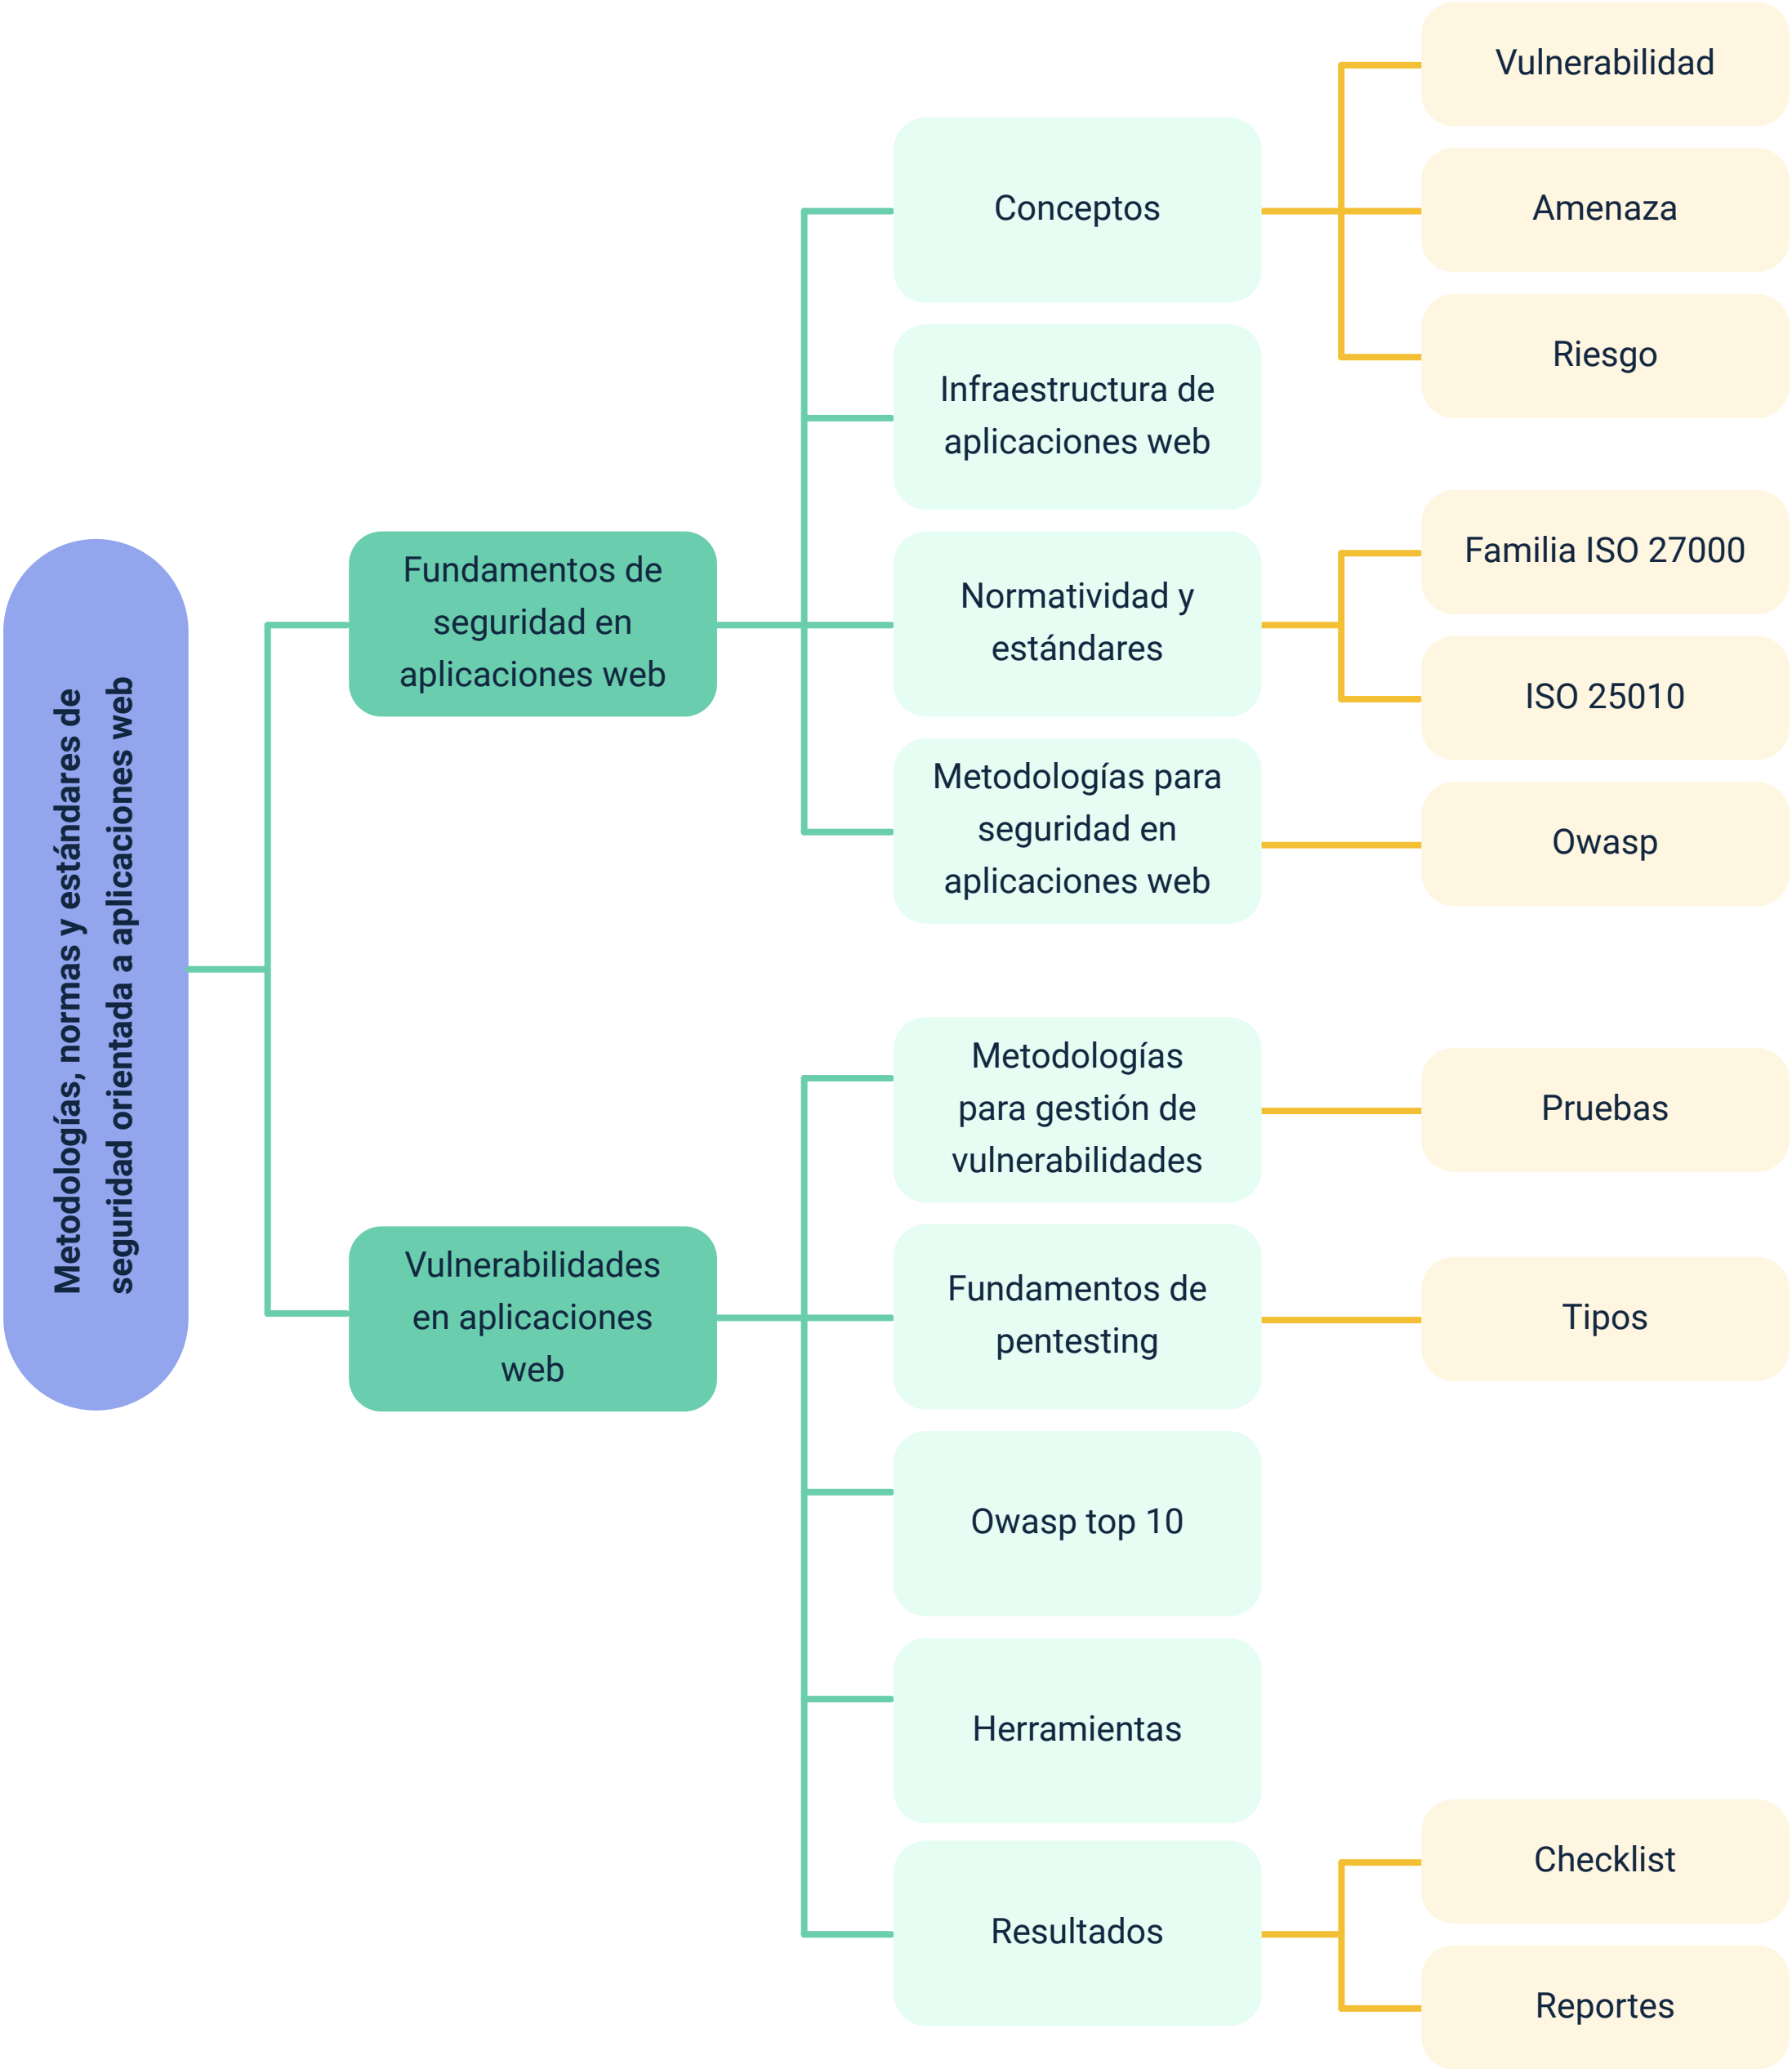 Metodologías, normas y estándares de
seguridad orientada a aplicaciones web
Fundamentos de
seguridad en
aplicaciones web
Conceptos
Vulnerabilidad
Amenaza
Riesgo
Infraestructura de
aplicaciones web
Normatividad y
estándares
Familia ISO 27000
ISO 25010
Metodologías para
seguridad en
aplicaciones web
Owasp
Vulnerabilidades
en aplicaciones
web
Metodologías
para gestión de
vulnerabilidades
Pruebas
Fundamentos de
pentesting
Tipos
Owasp top 10
Herramientas
Resultados
Checklist
Reportes